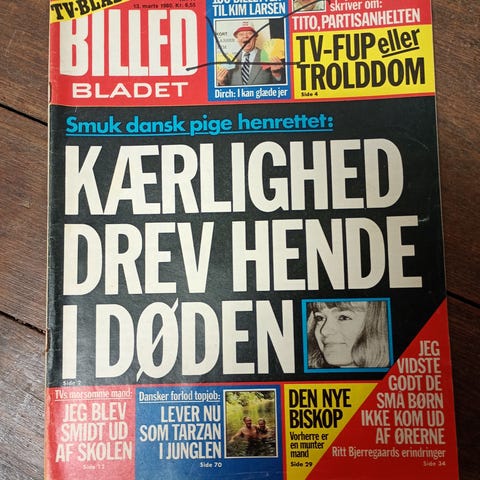 TV-BLAD
13. marts 1980. Kr. 6,55
BILLED
BLADET
TIL KIM LARSEN
Dirch: I kan glæde jer
skriver om:
TITO, PARTISANHELTEN
TV-FUP eller
TROLDDOM
Side 4
Smuk dansk pige henrettet:
KÆRLIGHED
DREV HENDE
I DØDEN
Side 2
TVs morsomme mand:
JEG BLEV
SMIDT UD
AF SKOLEN
Side 12
Dansker forlod topjob:
LEVER NU
SOM TARZAN
I JUNGLEN
Side 70
DEN NYE
BISKOP
Vorherre er
en munter
mand
Side 29
JEG
VIDSTE
GODT DE
SMÅ BØRN
IKKE KOM UD
AF ØRERNE
Ritt Bjerregaards erindringer
Side 34